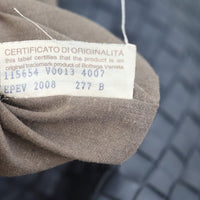 CERTIFICATO DI ORIGINALITÀ
this label certifies that the product is an
original trademark product of Bottega Veneta
115654 V0013 4007
EPEV 2008 277 B